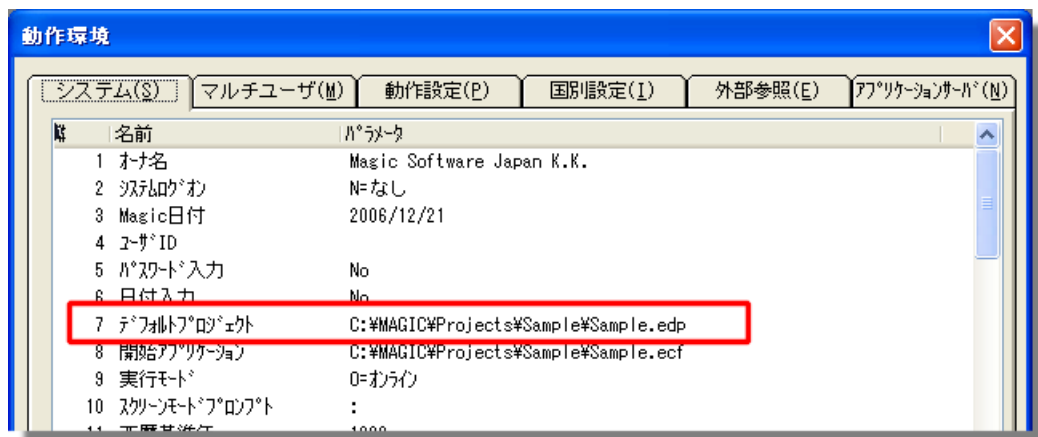 動作環境
システム(S) マルチユーザ(M) 動作設定(P) 国別設定(I) 外部参照(E) ｱﾌﾟﾘｹｰｼｮﾝｻｰﾊﾞ(N)
# 名前 ﾊﾟﾗﾒｰﾀ
1 ｵｰﾅ名 Magic Software Japan K.K.
2 ｼｽﾃﾑﾛｸﾞｵﾝ N=なし
3 Magic日付 2006/12/21
4 ﾕｰｻﾞID
5 ﾊﾟｽﾜｰﾄﾞ入力 No
6 日付入力 No
7 ﾃﾞﾌｫﾙﾄﾌﾟﾛｼﾞｪｸﾄ C:¥MAGIC¥Projects¥Sample¥Sample.edp
8 開始ｱﾌﾟﾘｹｰｼｮﾝ C:¥MAGIC¥Projects¥Sample¥Sample.ecf
9 実行ﾓｰﾄﾞ O=ｵﾝﾗｲﾝ
10 ｽｸﾘｰﾝﾓｰﾄﾞﾌﾟﾛﾝﾌﾟﾄ :